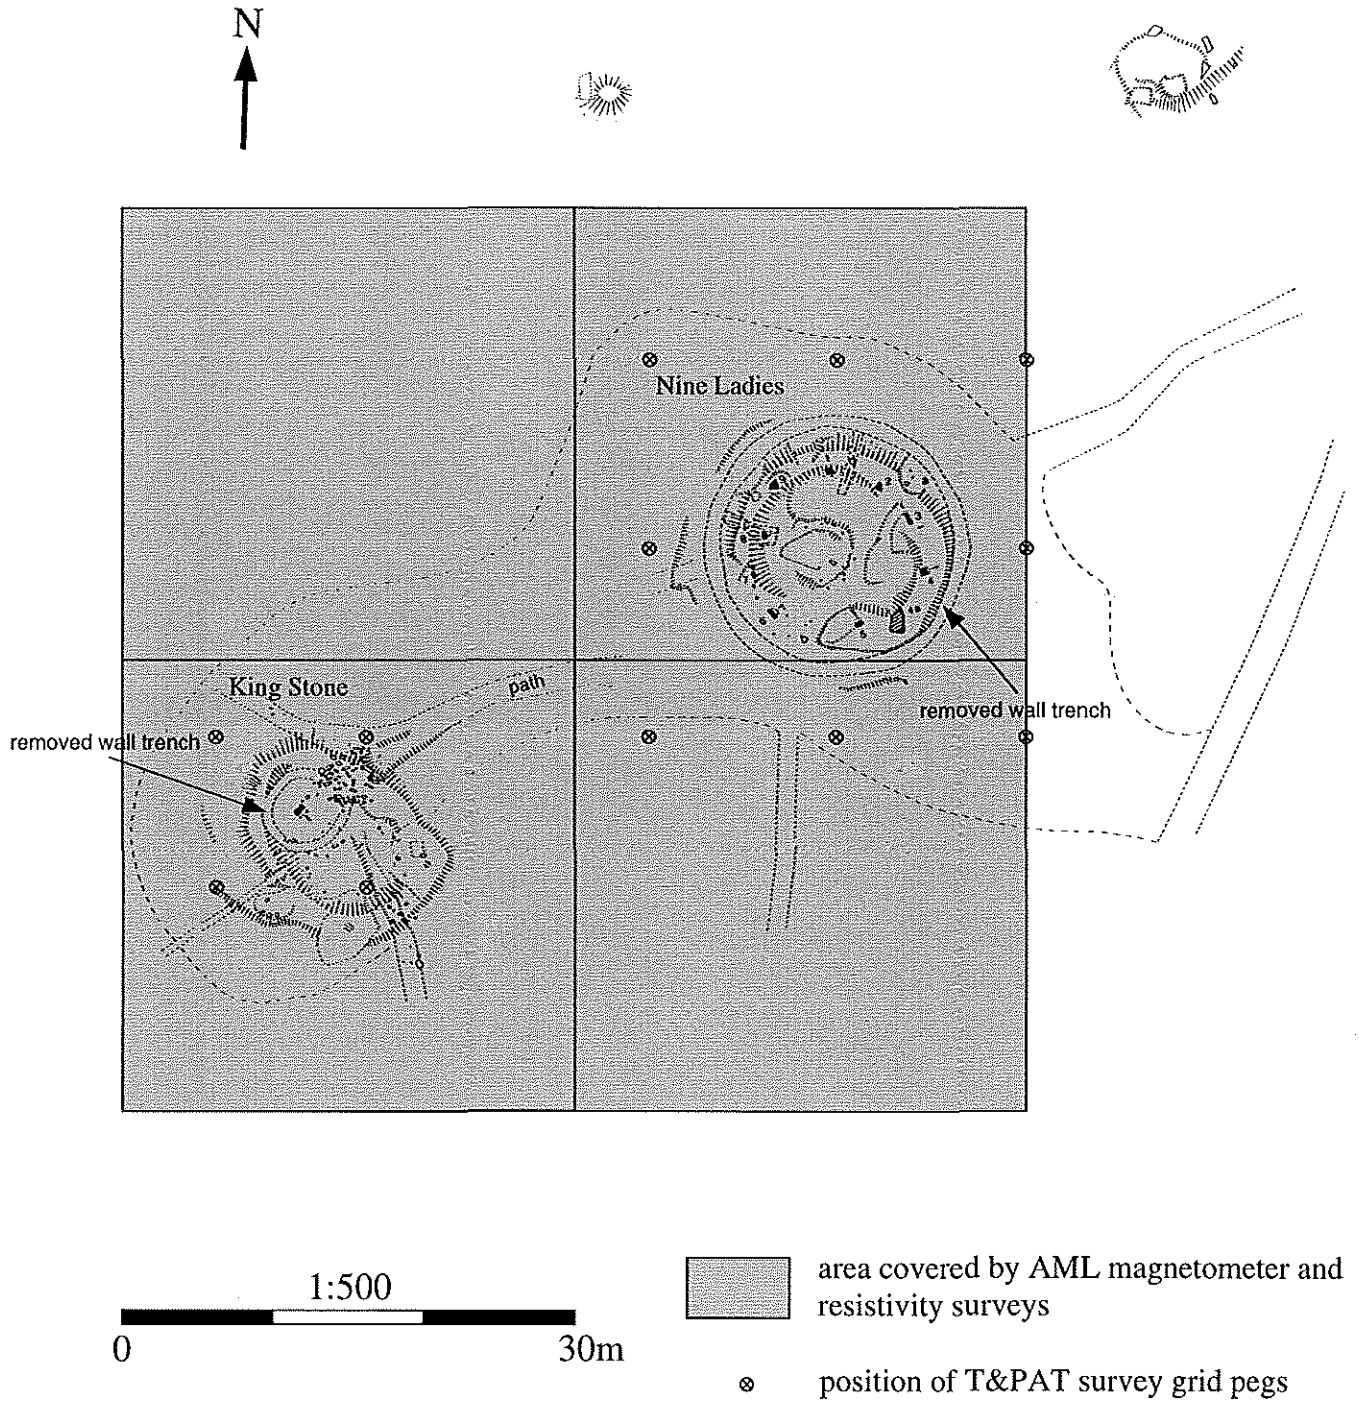 N
Nine Ladies
King Stone
path
removed wall trench
removed wall trench
1:500
0
30m
area covered by AML magnetometer and
resistivity surveys
position of T&PAT survey grid pegs